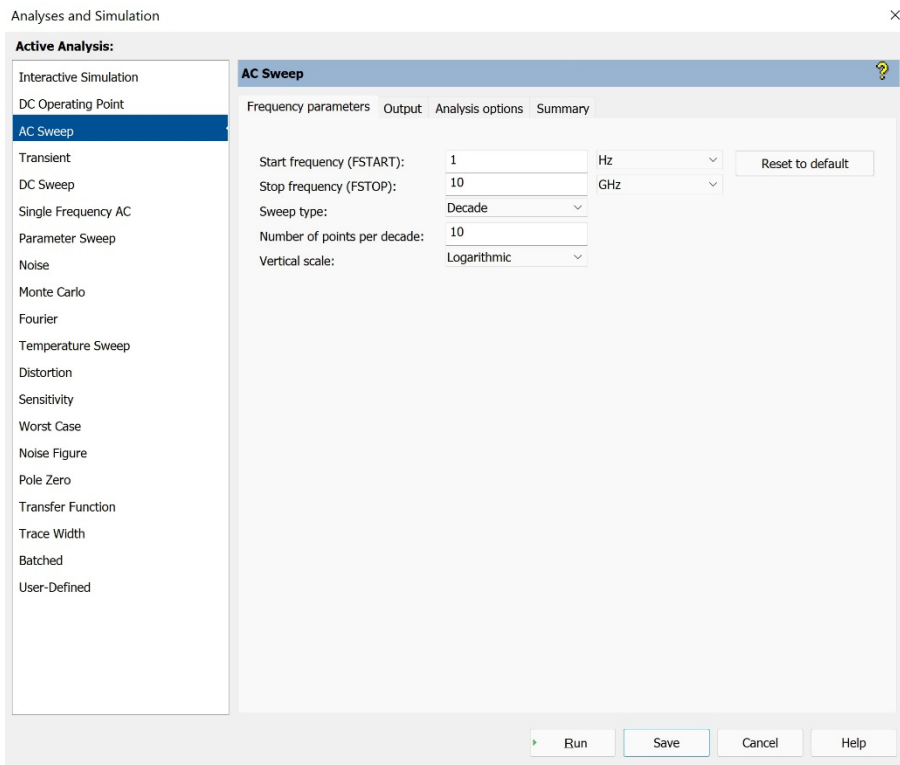 Analyses and Simulation
Active Analysis:
Interactive Simulation
DC Operating Point
AC Sweep
Transient
DC Sweep
Single Frequency AC
Parameter Sweep
Noise
Monte Carlo
Fourier
Temperature Sweep
Distortion
Sensitivity
Worst Case
Noise Figure
Pole Zero
Transfer Function
Trace Width
Batched
User-Defined
AC Sweep
Frequency parameters Output Analysis options Summary
Start frequency (FSTART): 1 Hz Reset to default
Stop frequency (FSTOP): 10 GHz
Sweep type: Decade
Number of points per decade: 10
Vertical scale: Logarithmic
Run Save Cancel Help